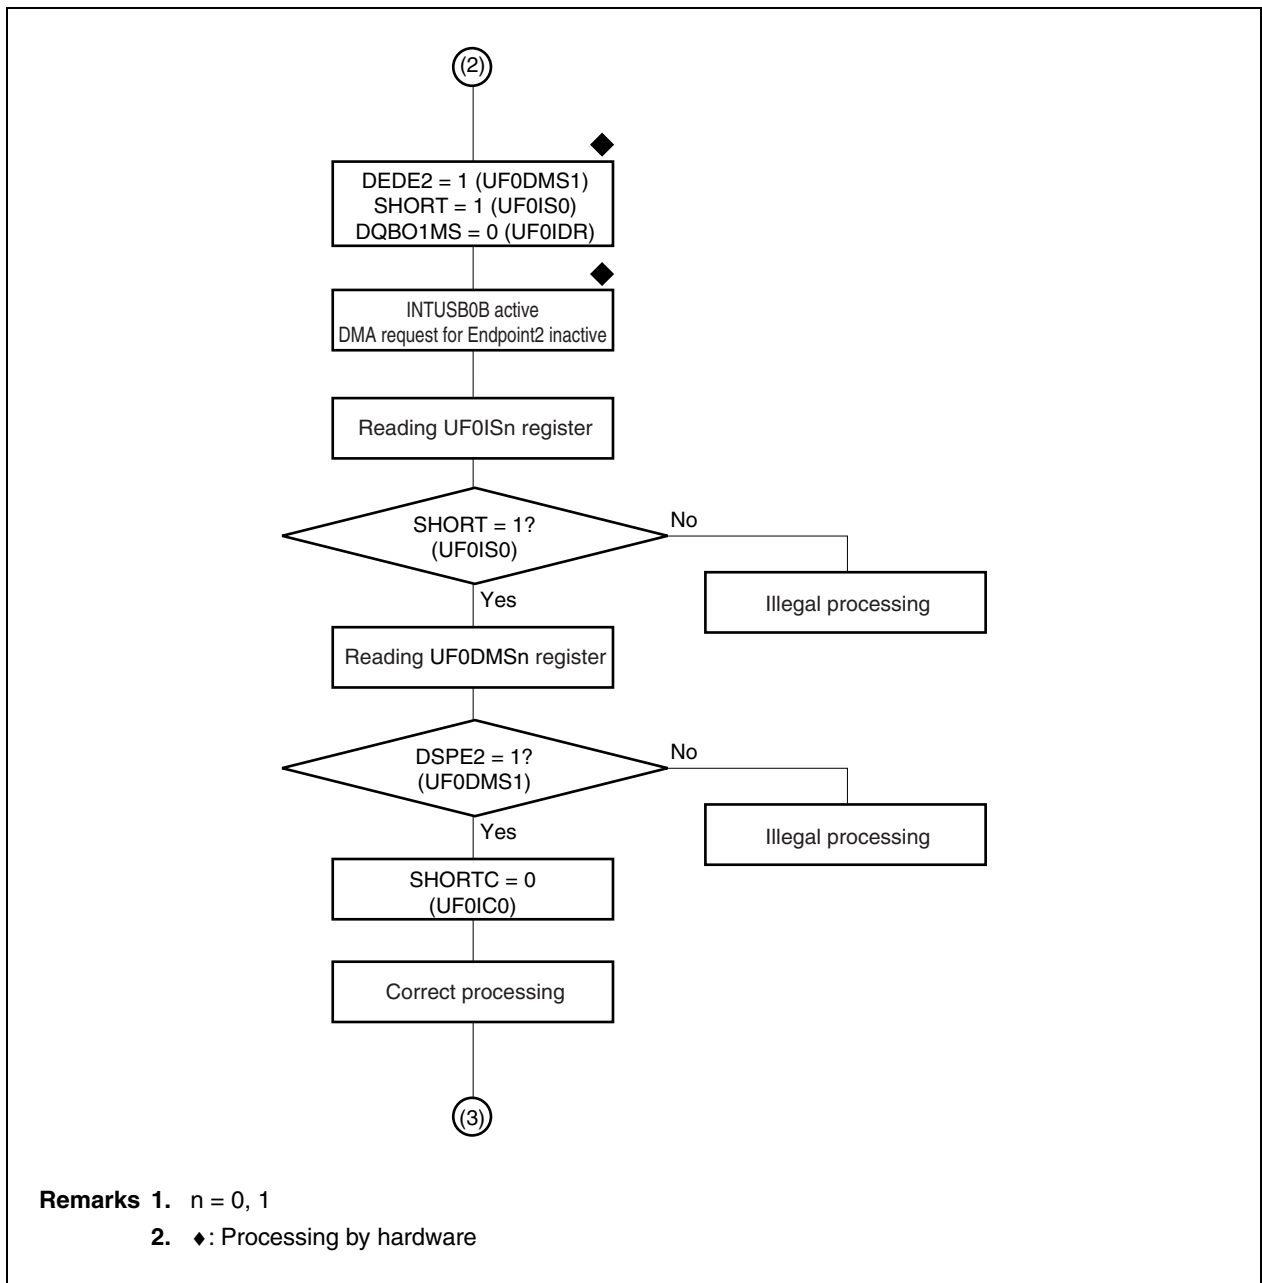 (2)
DEDE2 = 1 (UF0DMS1)
SHORT = 1 (UF0IS0)
DQBO1MS = 0 (UF0IDR)
INTUSB0B active
DMA request for Endpoint2 inactive
Reading UF0ISn register
SHORT = 1?
(UF0IS0)
No
Illegal processing
Yes
Reading UF0DMSn register
DSPE2 = 1?
(UF0DMS1)
No
Illegal processing
Yes
SHORTC = 0
(UF0IC0)
Correct processing
(3)
Remarks 1. n = 0, 1
2. ♦: Processing by hardware